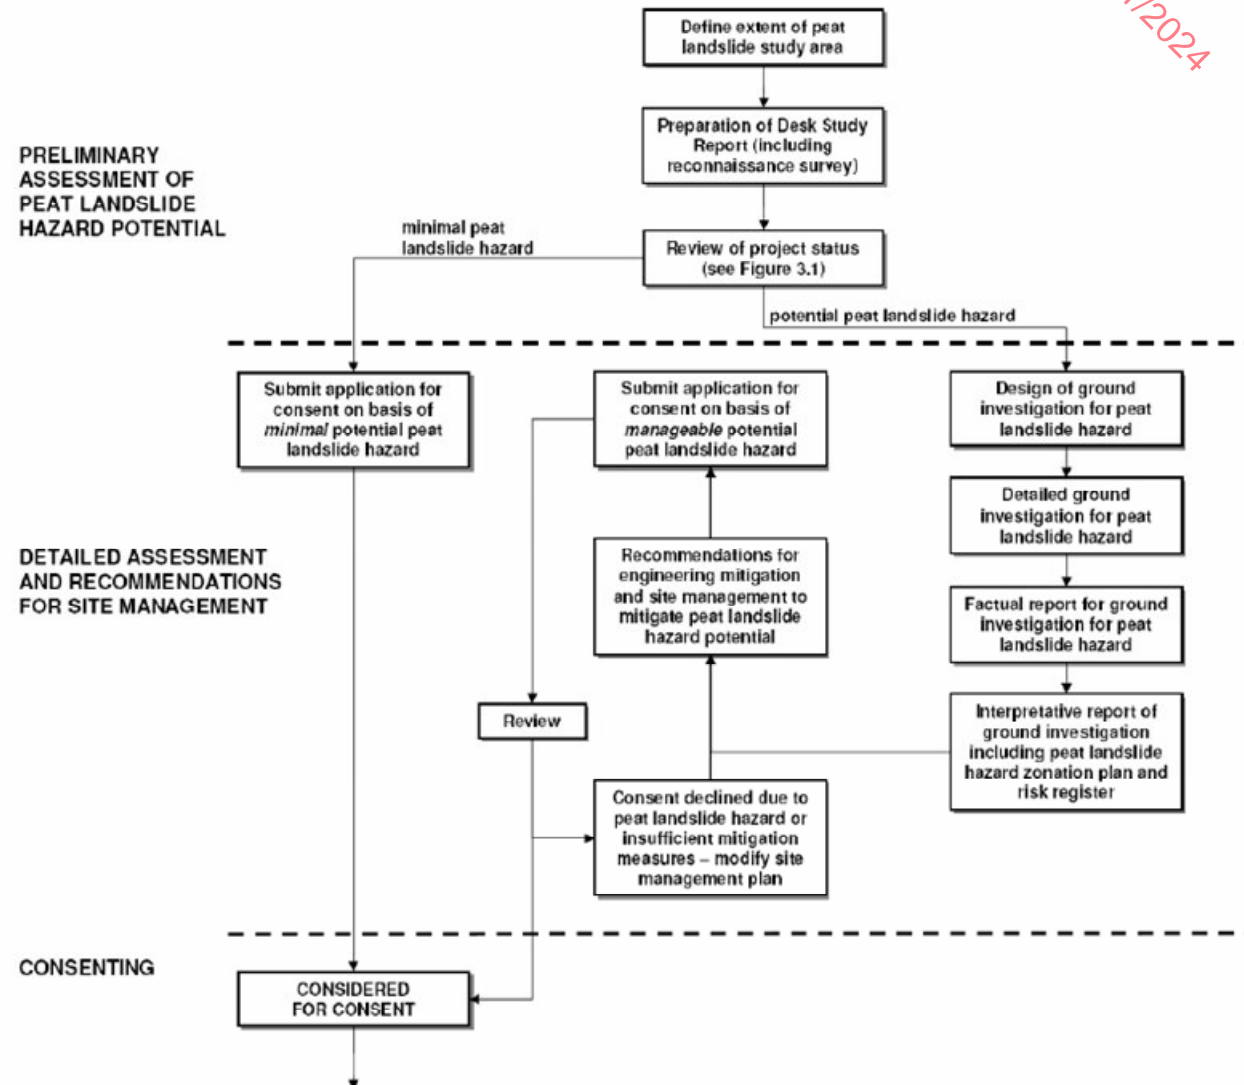 /2024
Define extent of peat
landslide study area
Preparation of Desk Study
Report (including
reconnaissance survey)
PRELIMINARY
ASSESSMENT OF
PEAT LANDSLIDE
HAZARD POTENTIAL
minimal peat
landslide hazard
Review of project status
(see Figure 3.1)
potential peat landslide hazard
Submit application for
consent on basis of
minimal potential peat
landslide hazard
Submit application for
consent on basis of
manageable potential
peat landslide hazard
Design of ground
investigation for peat
landslide hazard
Detailed ground
investigation for peat
landslide hazard
DETAILED ASSESSMENT
AND RECOMMENDATIONS
FOR SITE MANAGEMENT
Recommendations for
engineering mitigation
and site management to
mitigate peat landslide
hazard potential
Factual report for ground
investigation for peat
landslide hazard
Review
Interpretative report of
ground investigation
including peat landslide
hazard zonation plan and
risk register
Consent declined due to
peat landslide hazard or
insufficient mitigation
measures – modify site
management plan
CONSENTING
CONSIDERED
FOR CONSENT